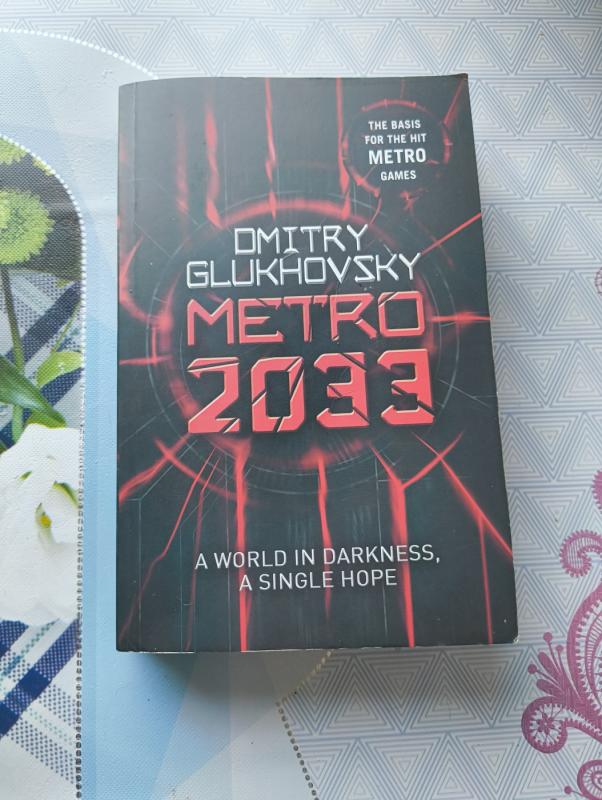 THE BASIS
FOR THE HIT
METRO
GAMES
DMITRY
GLUKHOVSKY
METRO
2033
A WORLD IN DARKNESS,
A SINGLE HOPE